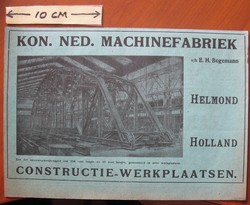 10 CM
KON. NED. MACHINEFABRIEK
v/h E. H. Begemann
HELMOND
HOLLAND
CONSTRUCTIE-WERKPLAATSEN.